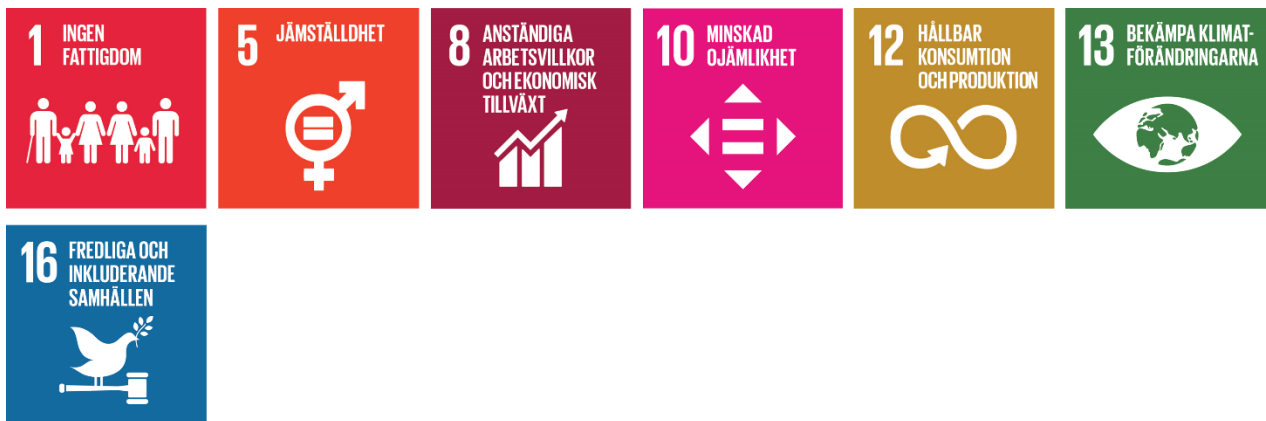 1 INGEN
FATTIGDOM
5 JÄMSTÄLLDHET
8 ANSTÄNDIGA
ARBETSVILLKOR
OCH EKONOMISK
TILLVÄXT
10 MINSKAD
OJÄMLIKHET
12 HÅLLBAR
KONSUMTION
OCH PRODUKTION
13 BEKÄMPA KLIMAT-
FÖRÄNDRINGARNA
16 FREDLIGA OCH
INKLUDERANDE
SAMHÄLLEN